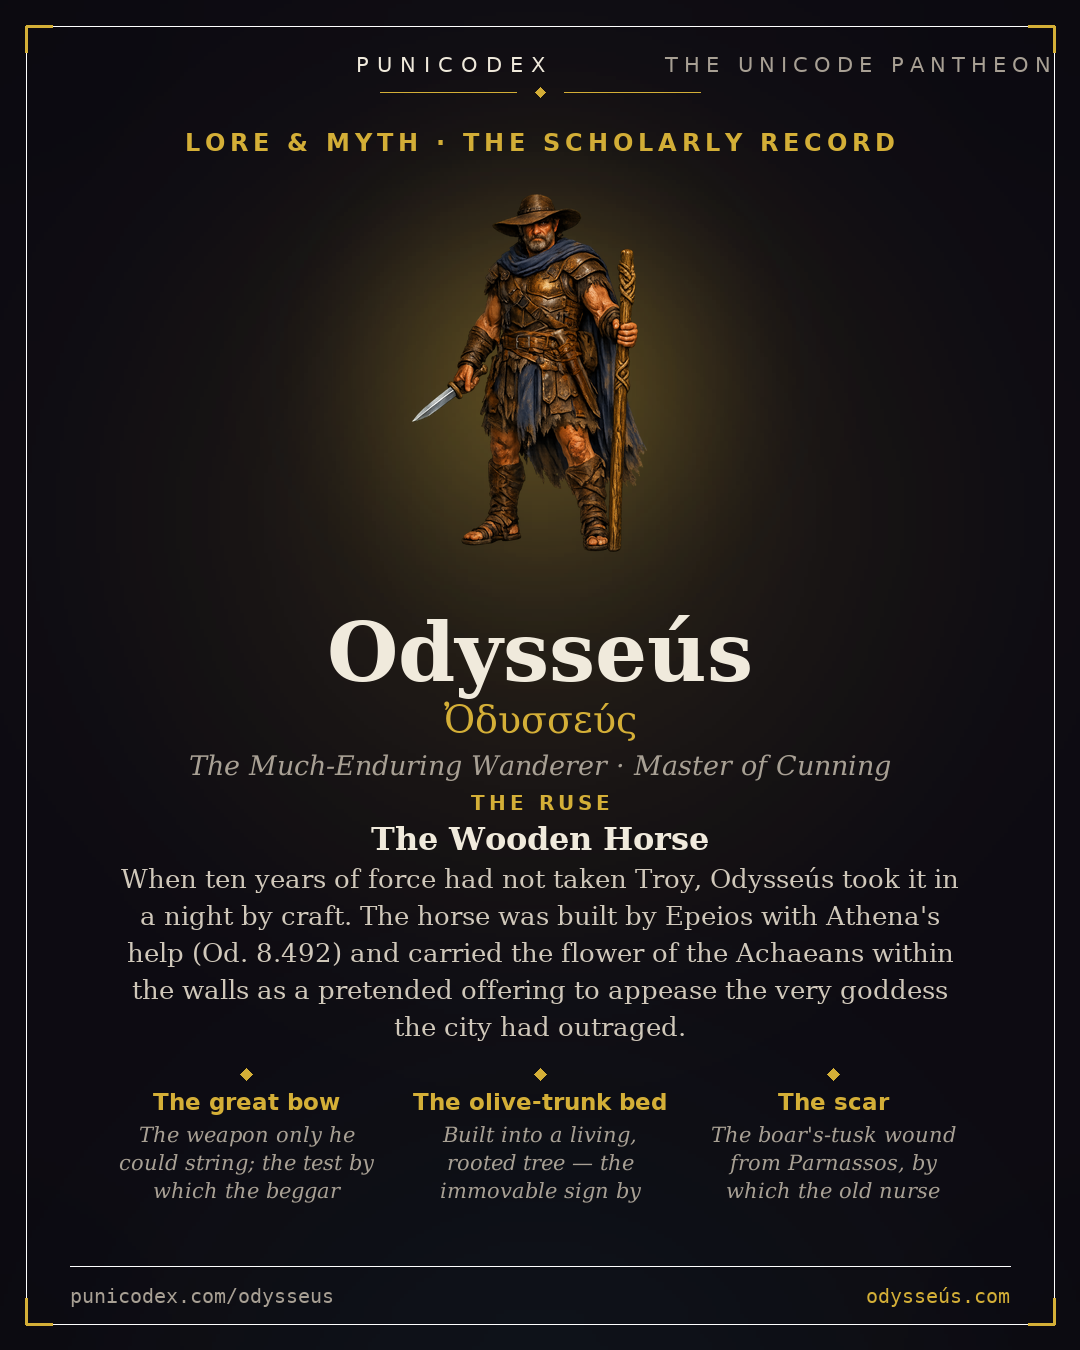 PUNICODEX THE UNICODE PANTHEON
LORE & MYTH · THE SCHOLARLY RECORD
Odysseús
Ὀδυσσεύς
The Much-Enduring Wanderer · Master of Cunning
THE RUSE
The Wooden Horse
When ten years of force had not taken Troy, Odysseús took it in
a night by craft. The horse was built by Epeios with Athena's
help (Od. 8.492) and carried the flower of the Achaeans within
the walls as a pretended offering to appease the very goddess
the city had outraged.
The great bow
The weapon only he
could string; the test by
which the beggar
The olive-trunk bed
Built into a living,
rooted tree — the
immovable sign by
The scar
The boar's-tusk wound
from Parnassos, by
which the old nurse
punicodex.com/odysseus
odysseús.com